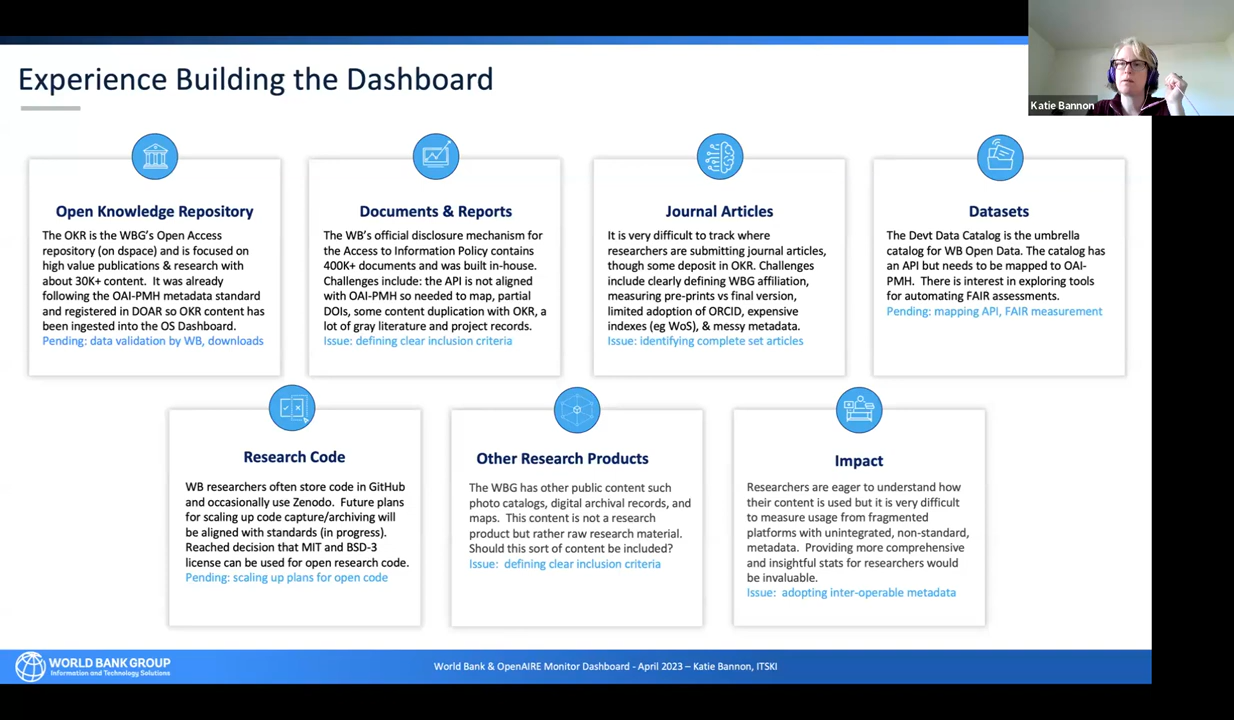 Experience Building the Dashboard
Katie Bannon
Open Knowledge Repository
The OKR is the WBG's Open Access
repository (on dspace) and is focused on
high value publications & research with
about 30K+ content. It was already
following the OAI-PMH metadata standard
and registered in DOAR so OKR content has
been ingested into the OS Dashboard.
Pending: data validation by WB, downloads
Documents & Reports
The WB's official disclosure mechanism for
the Access to Information Policy contains
400K+ documents and was built in-house.
Challenges include: the API is not aligned
with OAI-PMH so needed to map, partial
DOIs, some content duplication with OKR, a
lot of gray literature and project records.
Issue: defining clear inclusion criteria
Journal Articles
It is very difficult to track where
researchers are submitting journal articles,
though some deposit in OKR. Challenges
include clearly defining WBG affiliation,
measuring pre-prints vs final version,
limited adoption of ORCID, expensive
indexes (eg WoS), & messy metadata.
Issue: identifying complete set articles
Datasets
The Devt Data Catalog is the umbrella
catalog for WB Open Data. The catalog has
an API but needs to be mapped to OAI-
PMH. There is interest in exploring tools
for automating FAIR assessments.
Pending: mapping API, FAIR measurement
Research Code
WB researchers often store code in GitHub
and occasionally use Zenodo. Future plans
for scaling up code capture/archiving will
be aligned with standards (in progress).
Reached decision that MIT and BSD-3
license can be used for open research code.
Pending: scaling up plans for open code
Other Research Products
The WBG has other public content such
photo catalogs, digital archival records, and
maps. This content is not a research
product but rather raw research material.
Should this sort of content be included?
Issue: defining clear inclusion criteria
Impact
Researchers are eager to understand how
their content is used but it is very difficult
to measure usage from fragmented
platforms with unintegrated, non-standard,
metadata. Providing more comprehensive
and insightful stats for researchers would
be invaluable.
Issue: adopting inter-operable metadata
WORLD BANK GROUP
Information and Technology Solutions
World Bank & OpenAIRE Monitor Dashboard - April 2023 – Katie Bannon, ITSKI